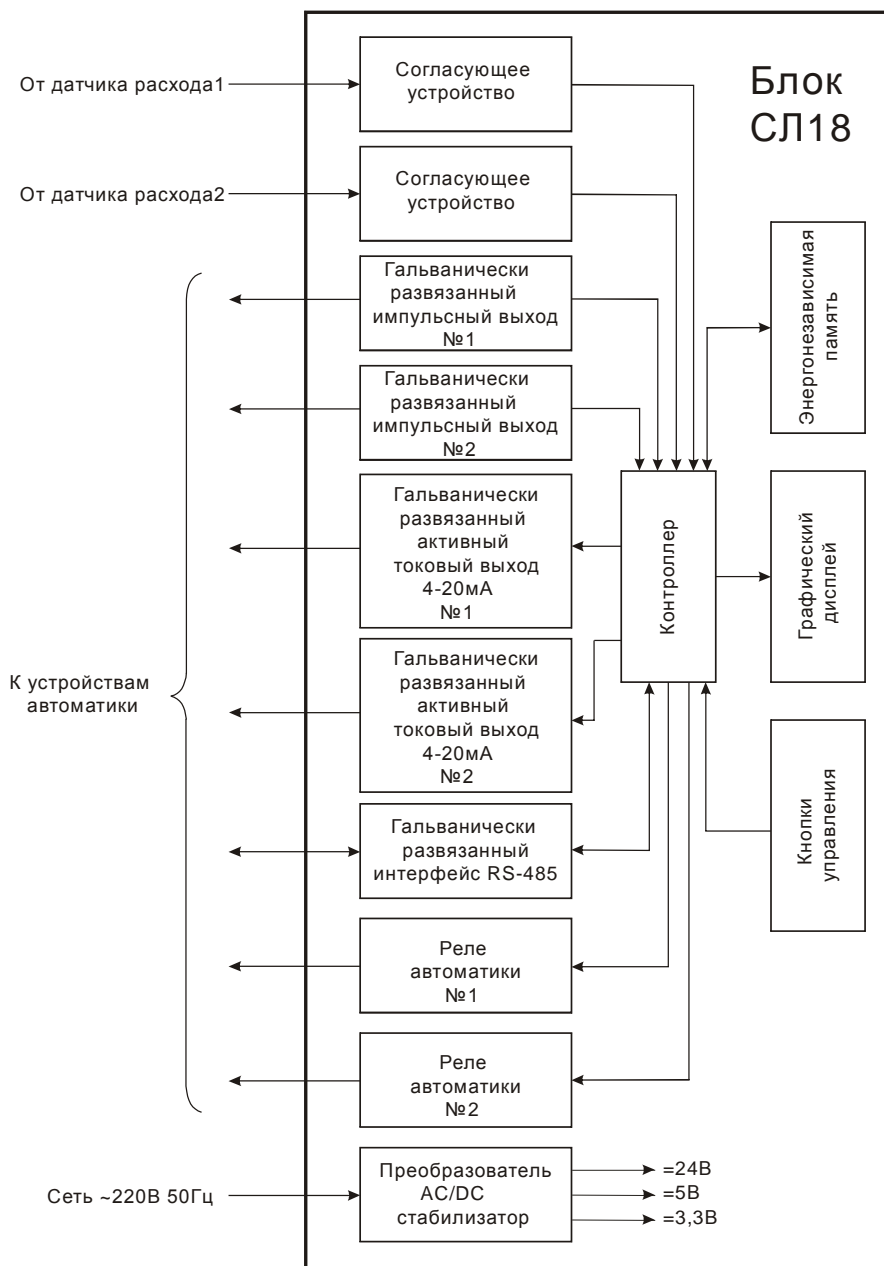 Блок
СЛ18
От датчика расхода1
Согласующее
устройство
От датчика расхода2
Согласующее
устройство
Гальванически
развязанный
импульсный выход
№1
Гальванически
развязанный
импульсный выход
№2
Гальванически
развязанный
активный
токовый выход
4-20мА
№1
Гальванически
развязанный
активный
токовый выход
4-20мА
№2
К устройствам
автоматики
Гальванически
развязанный
интерфейс RS-485
Реле
автоматики
№1
Реле
автоматики
№2
Сеть ~220В 50Гц
Преобразователь
AC/DC
стабилизатор
=24В
=5В
=3,3В
Контроллер
Энергонезависимая
память
Графический
дисплей
Кнопки
управления